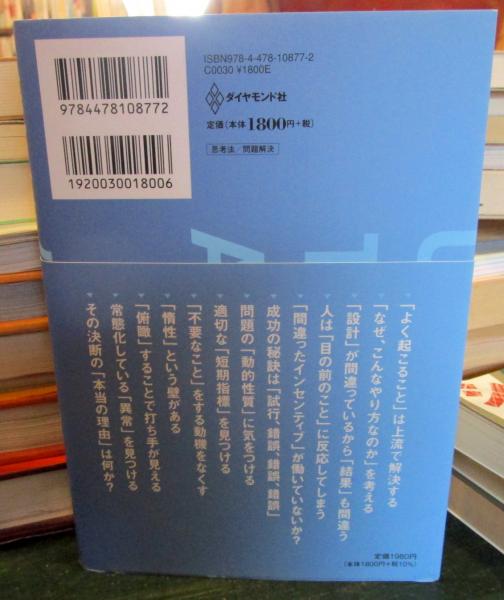 ISBN978-4-478-10877-2
C0030 ¥1800E
ダイヤモンド社
定価(本体1800円+税)
思考法/問題解決
9784478108772
1920030018006
「よく起こること」は上流で解決する
「なぜ、こんなやり方なのか」を考える
「設計」が間違っているから「結果」も間違う
人は「目の前のこと」に反応してしまう
「間違ったインセンティブ」が働いていないか?
成功の秘訣は「試行、錯誤、錯誤、錯誤」
問題の「動的性質」に気をつける
適切な「短期指標」を見つける
「不要なこと」をする動機をなくす
「惰性」という壁がある
「俯瞰」することで打ち手が見える
常態化している「異常」を見つける
その決断の「本当の理由」は何か?
定価1980円
(本体1800円+税10%)